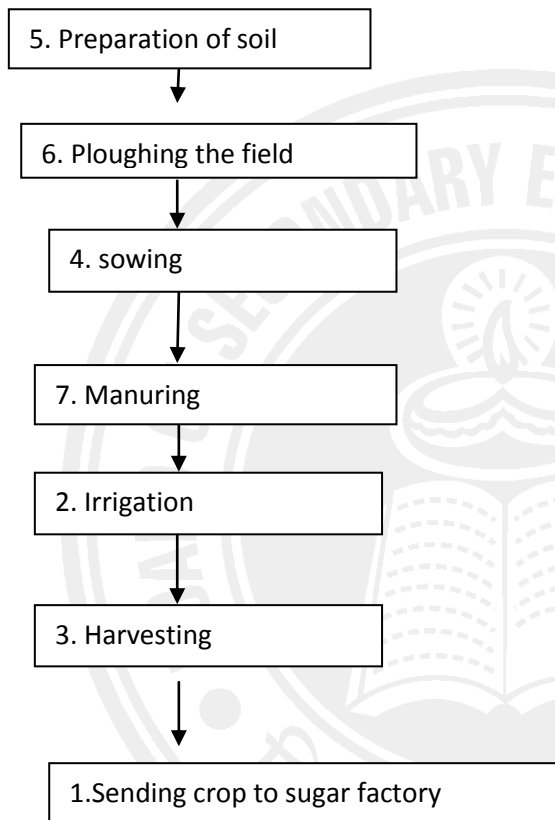 5. Preparation of soil
6. Ploughing the field
4. sowing
7. Manuring
2. Irrigation
3. Harvesting
1.Sending crop to sugar factory